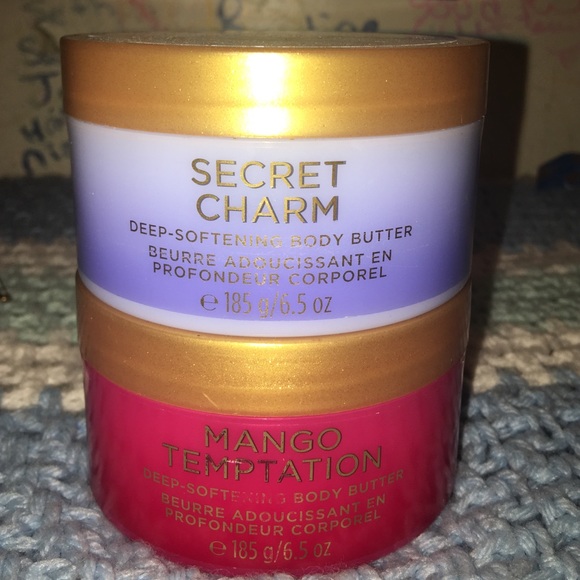 SECRET
CHARM
DEEP-SOFTENING BODY BUTTER
BEURRE ADOUCISSANT EN
PROFONDEUR CORPOREL
℮ 185 g/6.5 oz
MANGO
TEMPTATION
DEEP-SOFTENING BODY BUTTER
BEURRE ADOUCISSANT EN
PROFONDEUR CORPOREL
℮ 185 g/6.5 oz